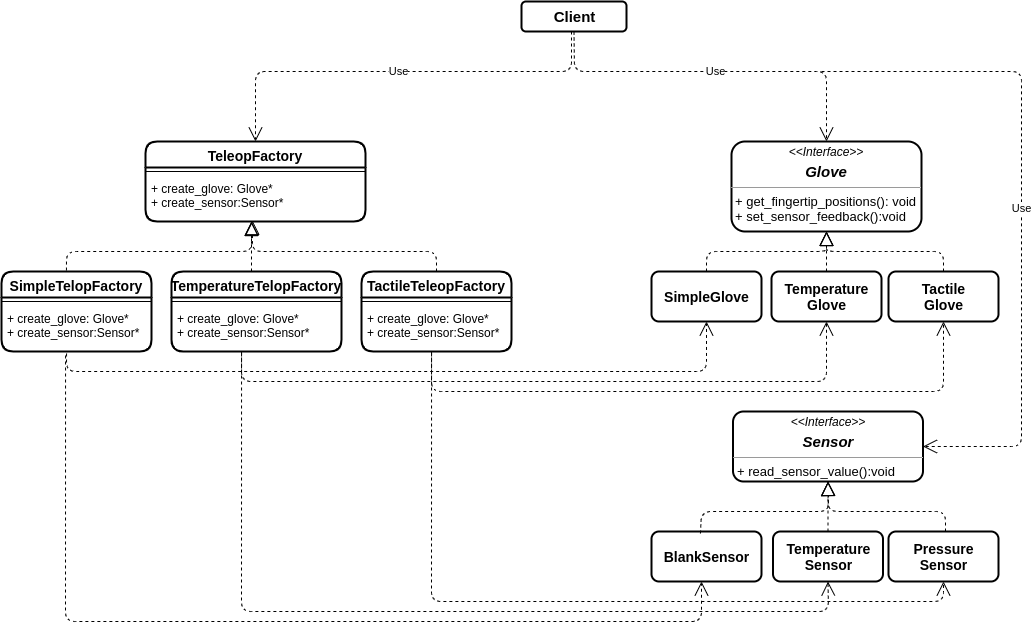 Client
Use
Use
TeleopFactory
+ create_glove: Glove*
+ create_sensor:Sensor*
<<Interface>>
Glove
+ get_fingertip_positions(): void
+ set_sensor_feedback():void
Use
SimpleTelopFactory
+ create_glove: Glove*
+ create_sensor:Sensor*
TemperatureTelopFactory
+ create_glove: Glove*
+ create_sensor:Sensor*
TactileTeleopFactory
+ create_glove: Glove*
+ create_sensor:Sensor*
SimpleGlove
Temperature
Glove
Tactile
Glove
<<Interface>>
Sensor
+ read_sensor_value():void
BlankSensor
Temperature
Sensor
Pressure
Sensor